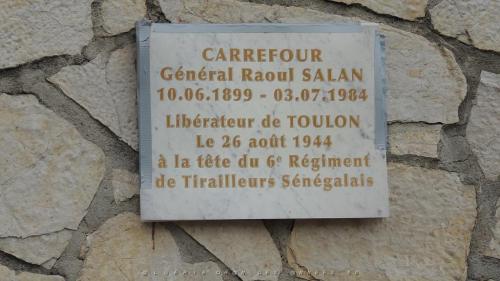 CARREFOUR
Général Raoul SALAN
10.06.1899 - 03.07.1984
Libérateur de TOULON
Le 26 août 1944
à la tête du 6e Régiment
de Tirailleurs Sénégalais